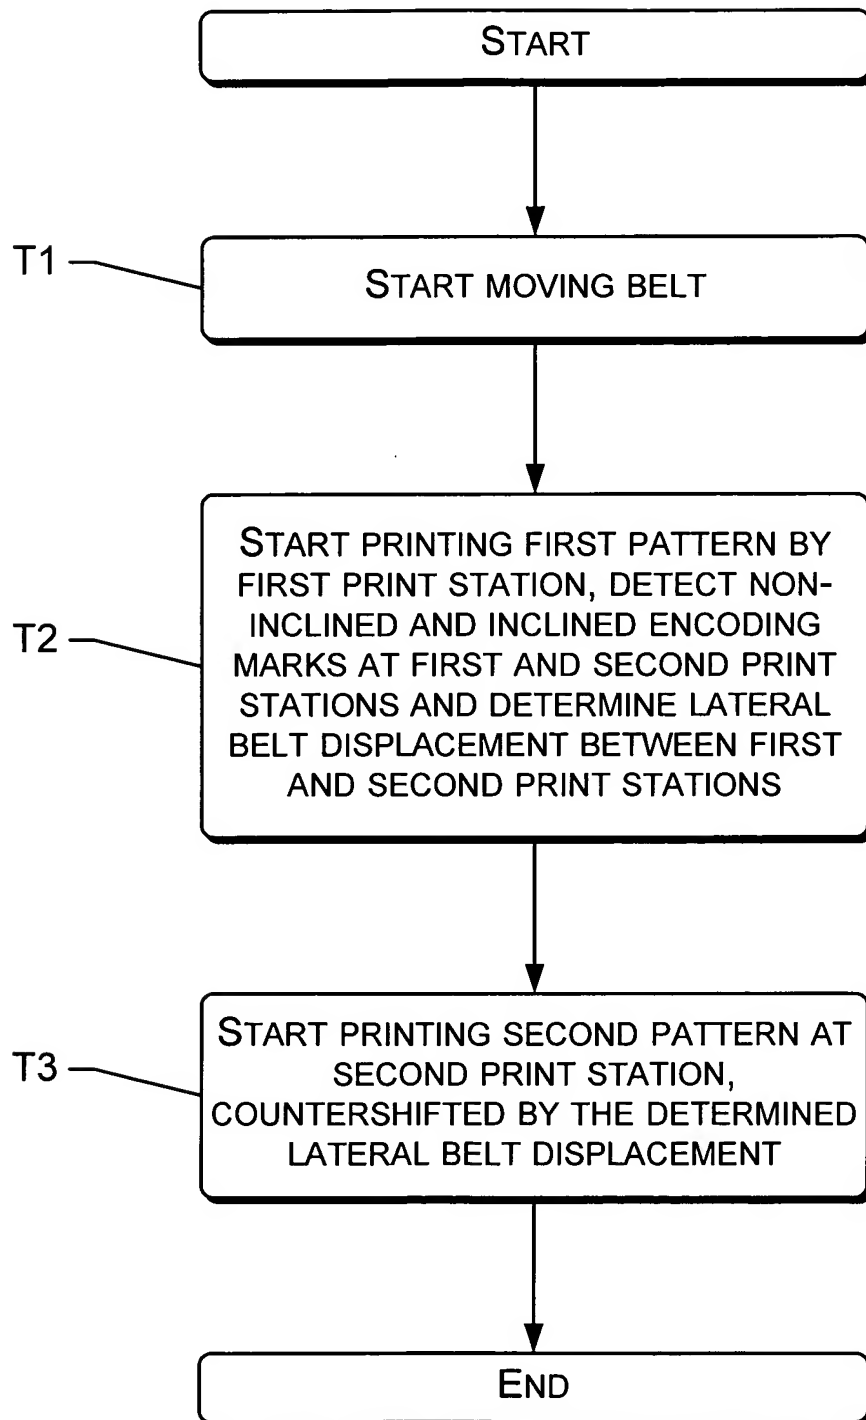 START
T1
START MOVING BELT
T2
START PRINTING FIRST PATTERN BY
FIRST PRINT STATION, DETECT NON-
INCLINED AND INCLINED ENCODING
MARKS AT FIRST AND SECOND PRINT
STATIONS AND DETERMINE LATERAL
BELT DISPLACEMENT BETWEEN FIRST
AND SECOND PRINT STATIONS
T3
START PRINTING SECOND PATTERN AT
SECOND PRINT STATION,
COUNTERSHIFTED BY THE DETERMINED
LATERAL BELT DISPLACEMENT
END